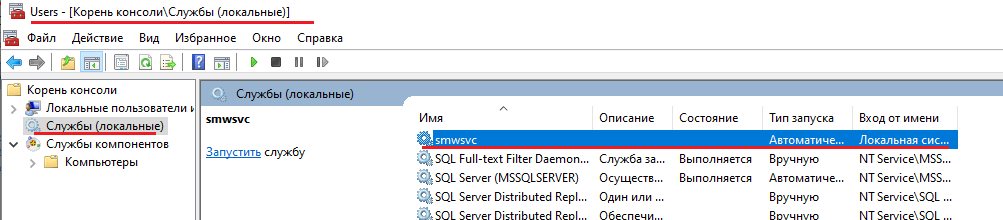 Users - [Корень консоли\Службы (локальные)]
Файл Действие Вид Избранное Окно Справка
Корень консоли
Локальные пользователи и
Службы (локальные)
Службы компонентов
Компьютеры
Службы (локальные)
smwsvc
Запустить службу
Имя Описание Состояние Тип запуска Вход от имени
smwsvc Автоматиче... Локальная сис...
SQL Full-text Filter Daemon... Служба за... Выполняется Вручную NT Service\MSS...
SQL Server (MSSQLSERVER) Осуществ... Выполняется Автоматиче... NT Service\MSS...
SQL Server Distributed Repl... Один или ... Вручную NT Service\SQL ...
SQL Server Distributed Repl... Обеспечи... Вручную NT Service\SQL ...